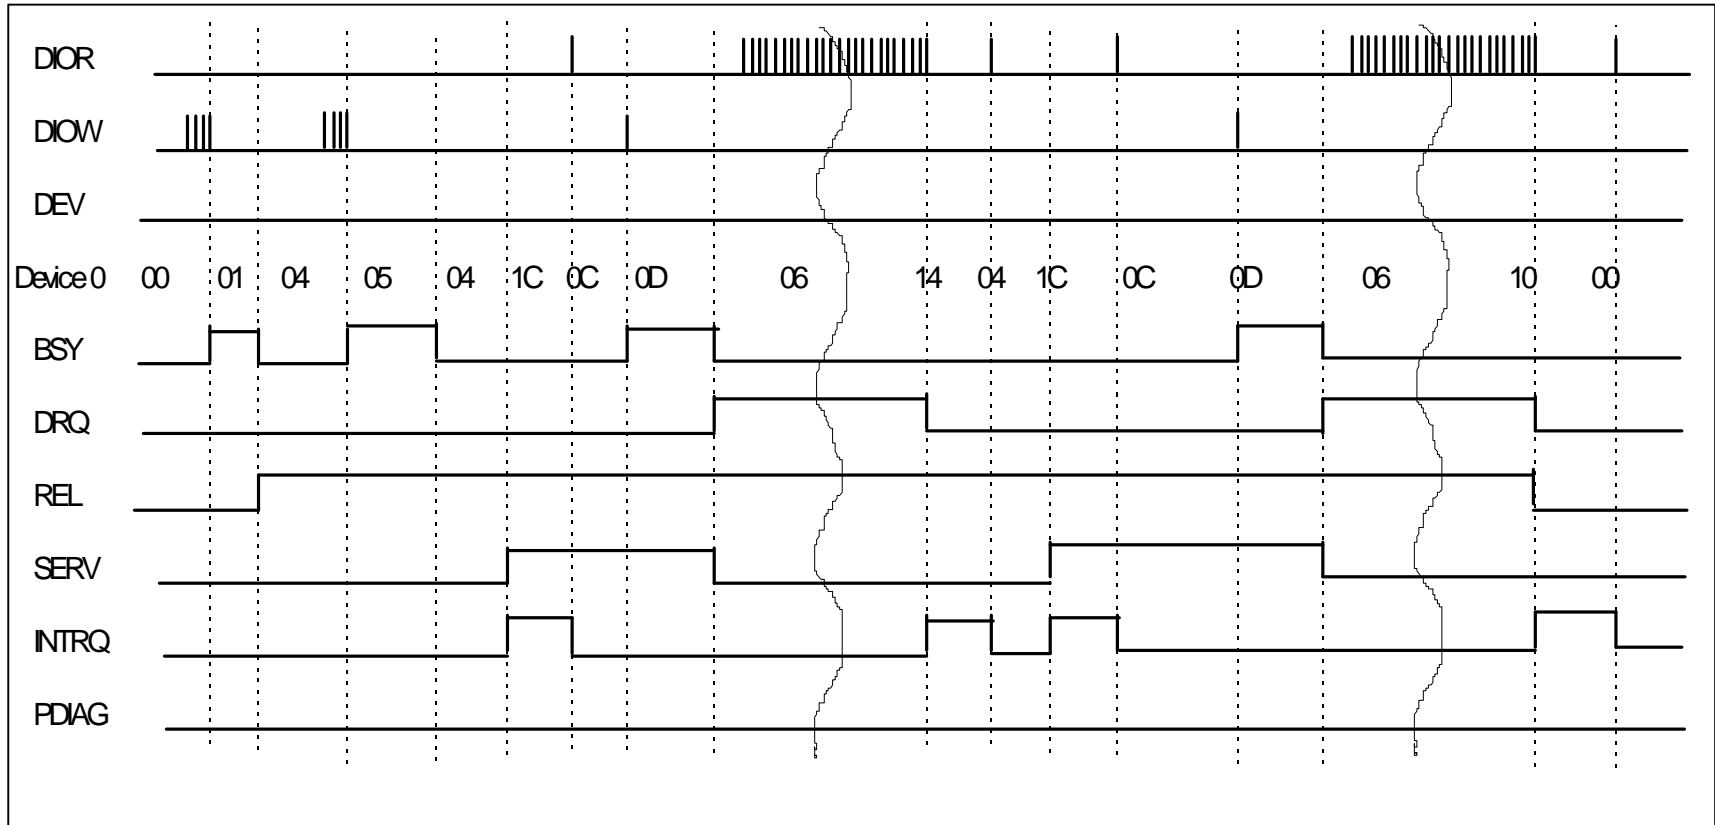 DIOR
DIOW
DEV
Device 0 00 01 04 05 04 1C 0C 0D 06 14 04 1C 0C 0D 06 10 00
BSY
DRQ
REL
SERV
INTRQ
PDIAG